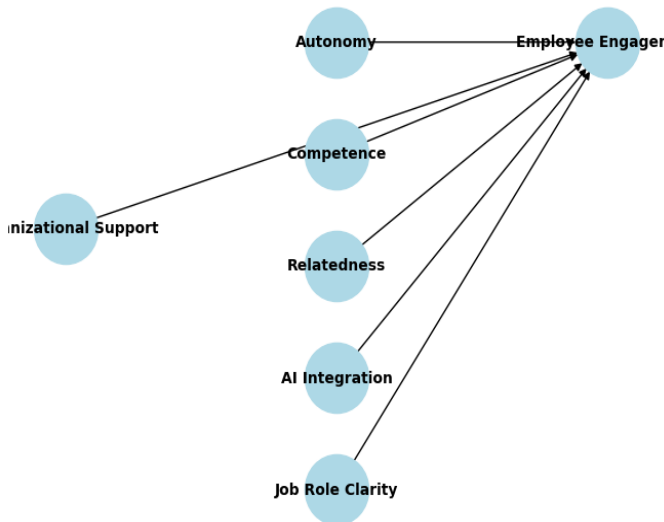 Autonomy
Employee Engager
Competence
nizational Support
Relatedness
AI Integration
Job Role Clarity